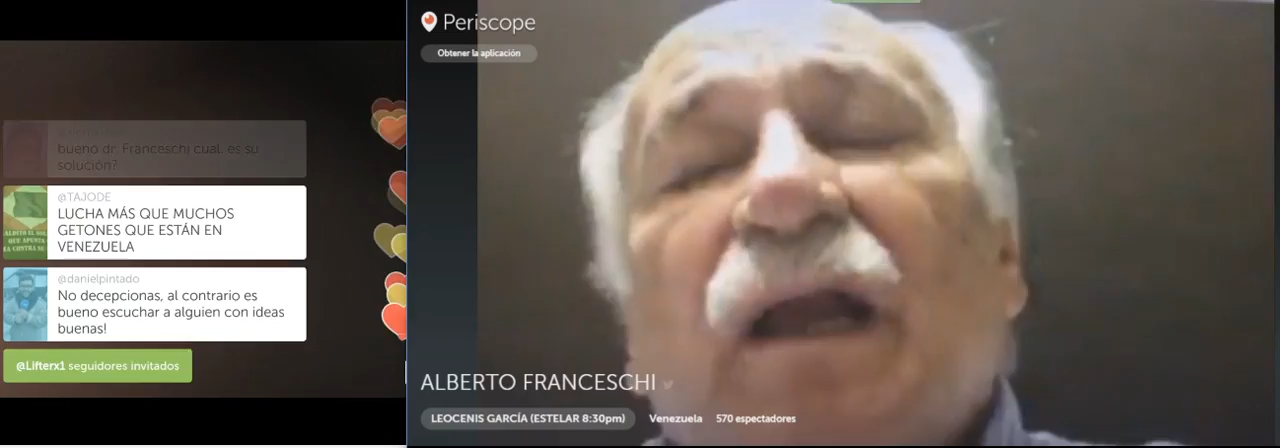 bueno dr. Franceschi cual. es su
solución?
@TAJODE
LUCHA MÁS QUE MUCHOS
GETONES QUE ESTÁN EN
VENEZUELA
@danielpintado
No decepcionas, al contrario es
bueno escuchar a alguien con ideas
buenas!
@Lifterx1 seguidores invitados
Periscope
Obtener la aplicación
ALBERTO FRANCESCHI
LEOCENIS GARCÍA (ESTELAR 8:30pm) Venezuela 570 espectadores